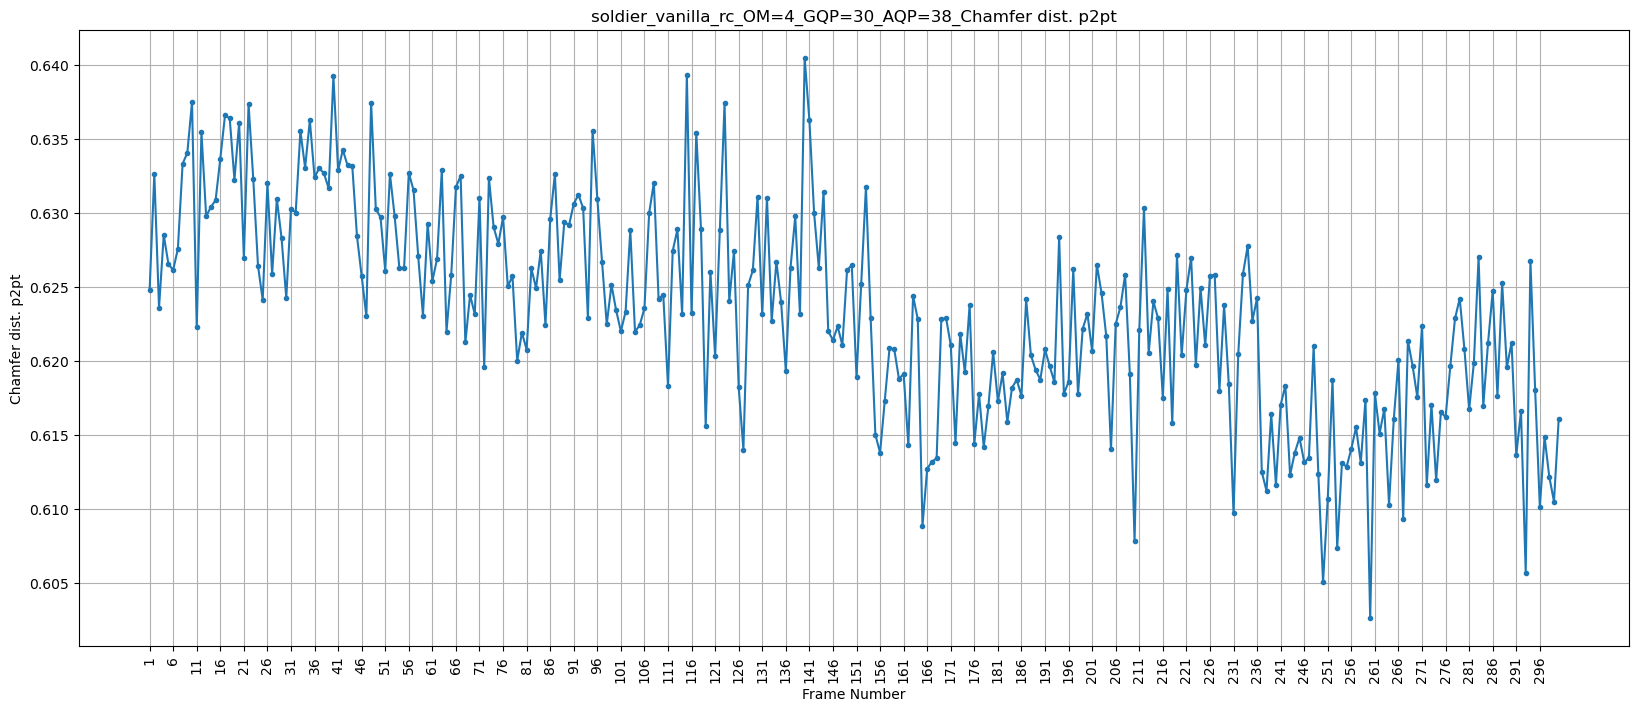 soldier_vanilla_rc_OM=4_GQP=30_AQP=38_Chamfer dist. p2pt
Chamfer dist. p2pt
0.640
0.635
0.630
0.625
0.620
0.615
0.610
0.605
1 6 11 16 21 26 31 36 41 46 51 56 61 66 71 76 81 86 91 96 101 106 111 116 121 126 131 136 141 146 151 156 161 166 171 176 181 186 191 196 201 206 211 216 221 226 231 236 241 246 251 256 261 266 271 276 281 286 291 296
Frame Number